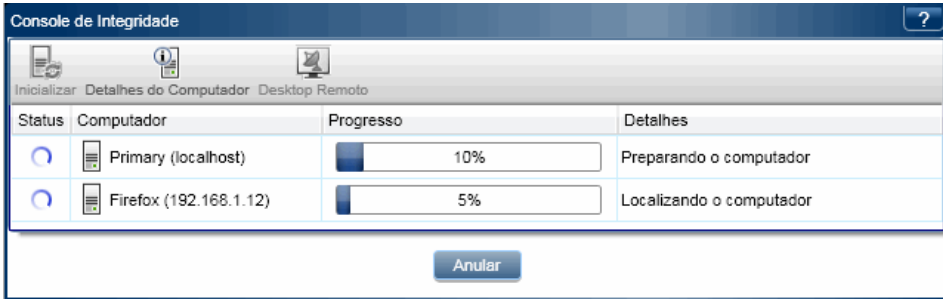 Console de Integridade ?
Inicializar Detalhes do Computador Desktop Remoto
Status Computador Progresso Detalhes
Primary (localhost) 10% Preparando o computador
Firefox (192.168.1.12) 5% Localizando o computador
Anular